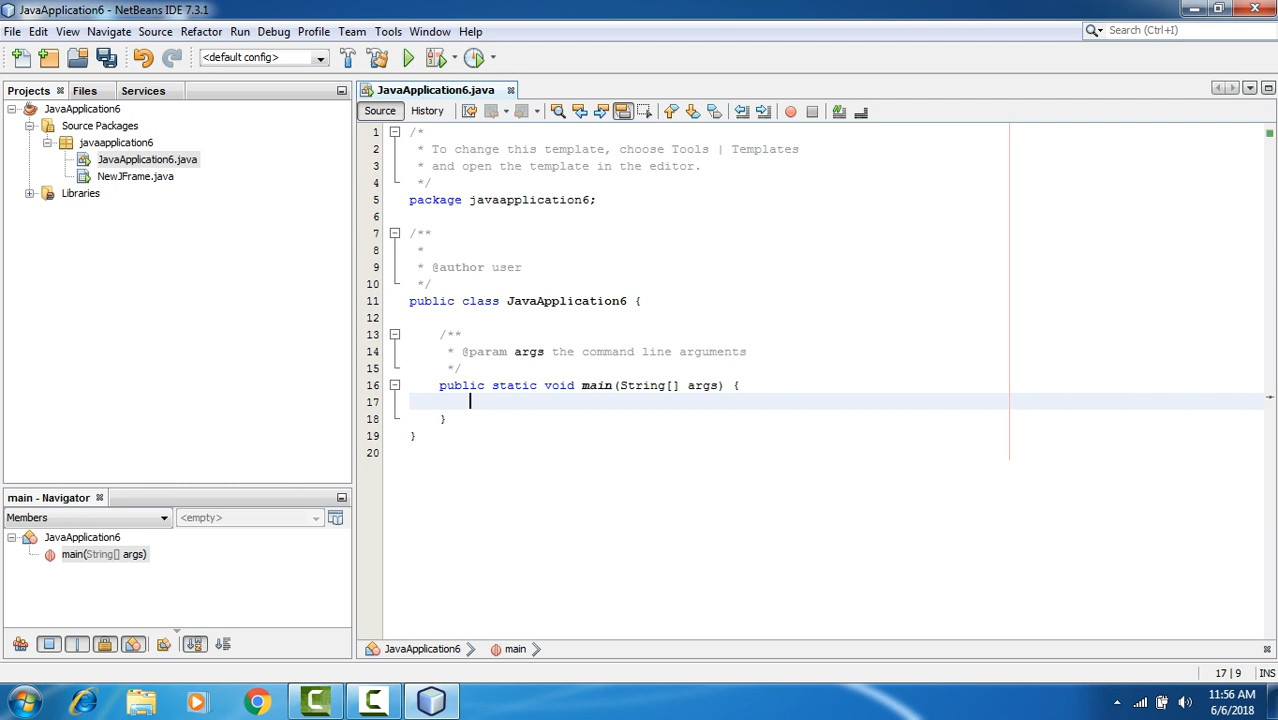 JavaApplication6 - NetBeans IDE 7.3.1
File Edit View Navigate Source Refactor Run Debug Profile Team Tools Window Help
Search (Ctrl+I)
<default config>
Projects Files Services
JavaApplication6
Source Packages
javaapplication6
JavaApplication6.java
NewJFrame.java
Libraries
main - Navigator
Members <empty>
JavaApplication6
main(String[] args)
JavaApplication6.java
Source History
1 /*
2 * To change this template, choose Tools | Templates
3 * and open the template in the editor.
4 */
5 package javaapplication6;
6
7 /**
8 *
9 * @author user
10 */
11 public class JavaApplication6 {
12
13 /**
14 * @param args the command line arguments
15 */
16 public static void main(String[] args) {
17
18 }
19 }
20
JavaApplication6 main
17 | 9 INS
11:56 AM
6/6/2018